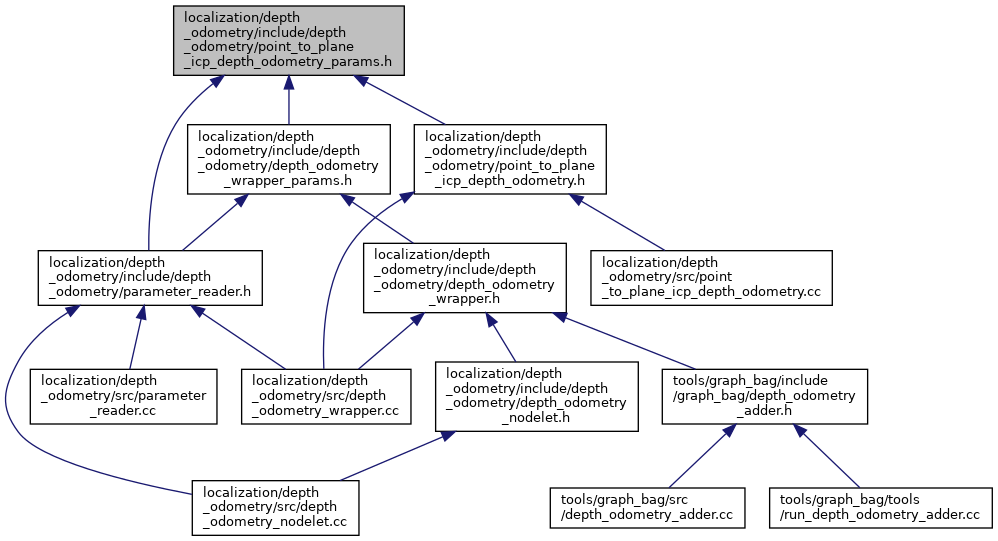 localization/depth
_odometry/include/depth
_odometry/point_to_plane
_icp_depth_odometry_params.h
localization/depth
_odometry/include/depth
_odometry/depth_odometry
_wrapper_params.h
localization/depth
_odometry/include/depth
_odometry/point_to_plane
_icp_depth_odometry.h
localization/depth
_odometry/include/depth
_odometry/parameter_reader.h
localization/depth
_odometry/include/depth
_odometry/depth_odometry
_wrapper.h
localization/depth
_odometry/src/point
_to_plane_icp_depth_odometry.cc
localization/depth
_odometry/src/parameter
_reader.cc
localization/depth
_odometry/src/depth
_odometry_wrapper.cc
localization/depth
_odometry/include/depth
_odometry/depth_odometry
_nodelet.h
tools/graph_bag/include
/graph_bag/depth_odometry
_adder.h
localization/depth
_odometry/src/depth
_odometry_nodelet.cc
tools/graph_bag/src
/depth_odometry_adder.cc
tools/graph_bag/tools
/run_depth_odometry_adder.cc